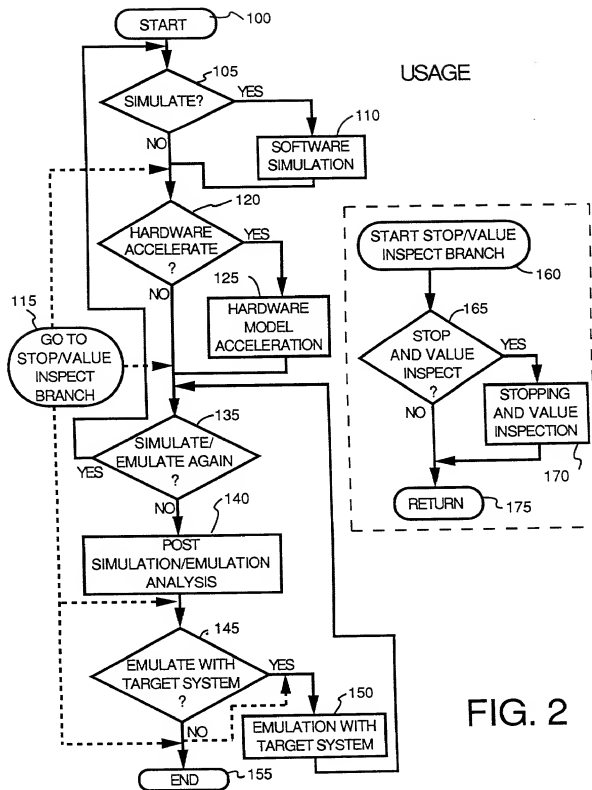 START
100
USAGE
105
SIMULATE?
YES
NO
110
SOFTWARE
SIMULATION
120
HARDWARE
ACCELERATE
?
YES
NO
125
HARDWARE
MODEL
ACCELERATION
115
GO TO
STOP/VALUE
INSPECT
BRANCH
135
SIMULATE/
EMULATE AGAIN
?
YES
NO
140
POST
SIMULATION/EMULATION
ANALYSIS
145
EMULATE WITH
TARGET SYSTEM
?
YES
NO
150
EMULATION WITH
TARGET SYSTEM
END
155
START STOP/VALUE
INSPECT BRANCH
160
165
STOP
AND VALUE
INSPECT
?
YES
NO
STOPPING
AND VALUE
INSPECTION
170
RETURN
175
FIG. 2